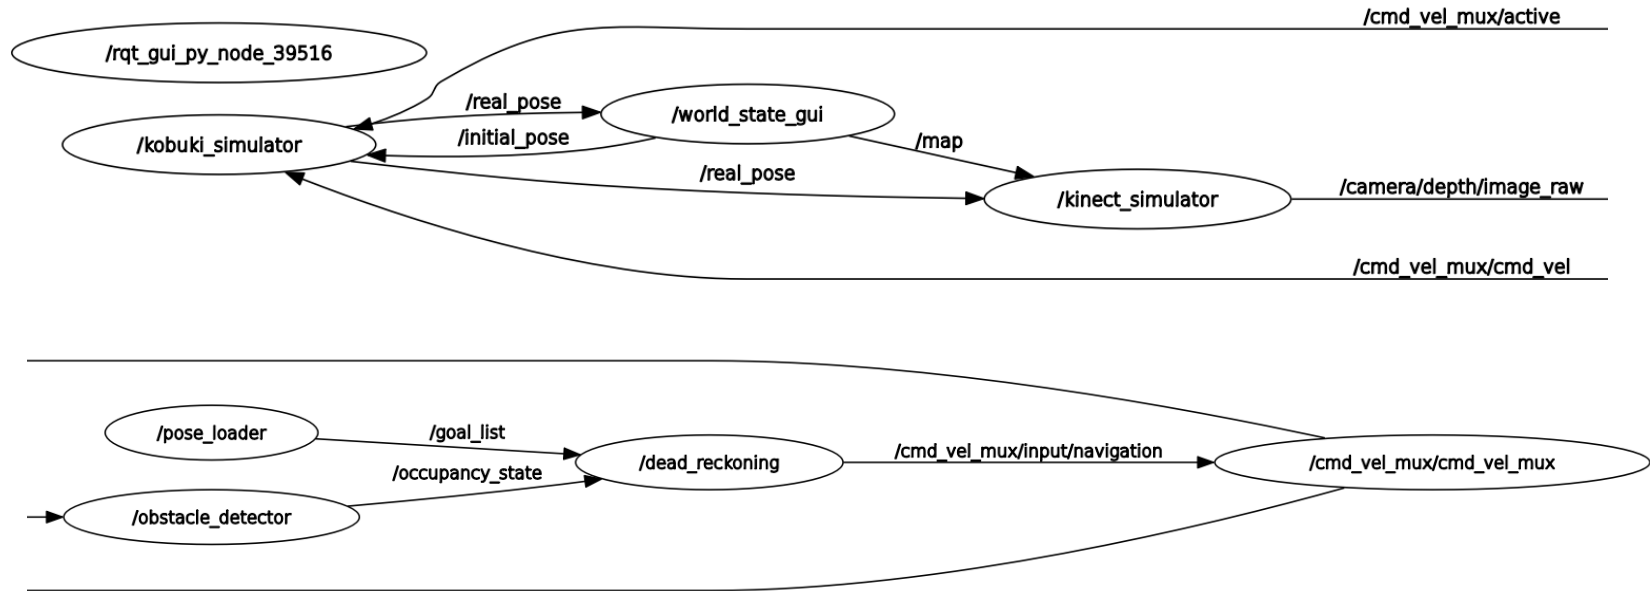 /cmd_vel_mux/active
/rqt_gui_py_node_39516
/real_pose
/world_state_gui
/initial_pose
/kobuki_simulator
/map
/real_pose
/kinect_simulator
/camera/depth/image_raw
/cmd_vel_mux/cmd_vel
/pose_loader
/goal_list
/dead_reckoning
/cmd_vel_mux/input/navigation
/cmd_vel_mux/cmd_vel_mux
/occupancy_state
/obstacle_detector